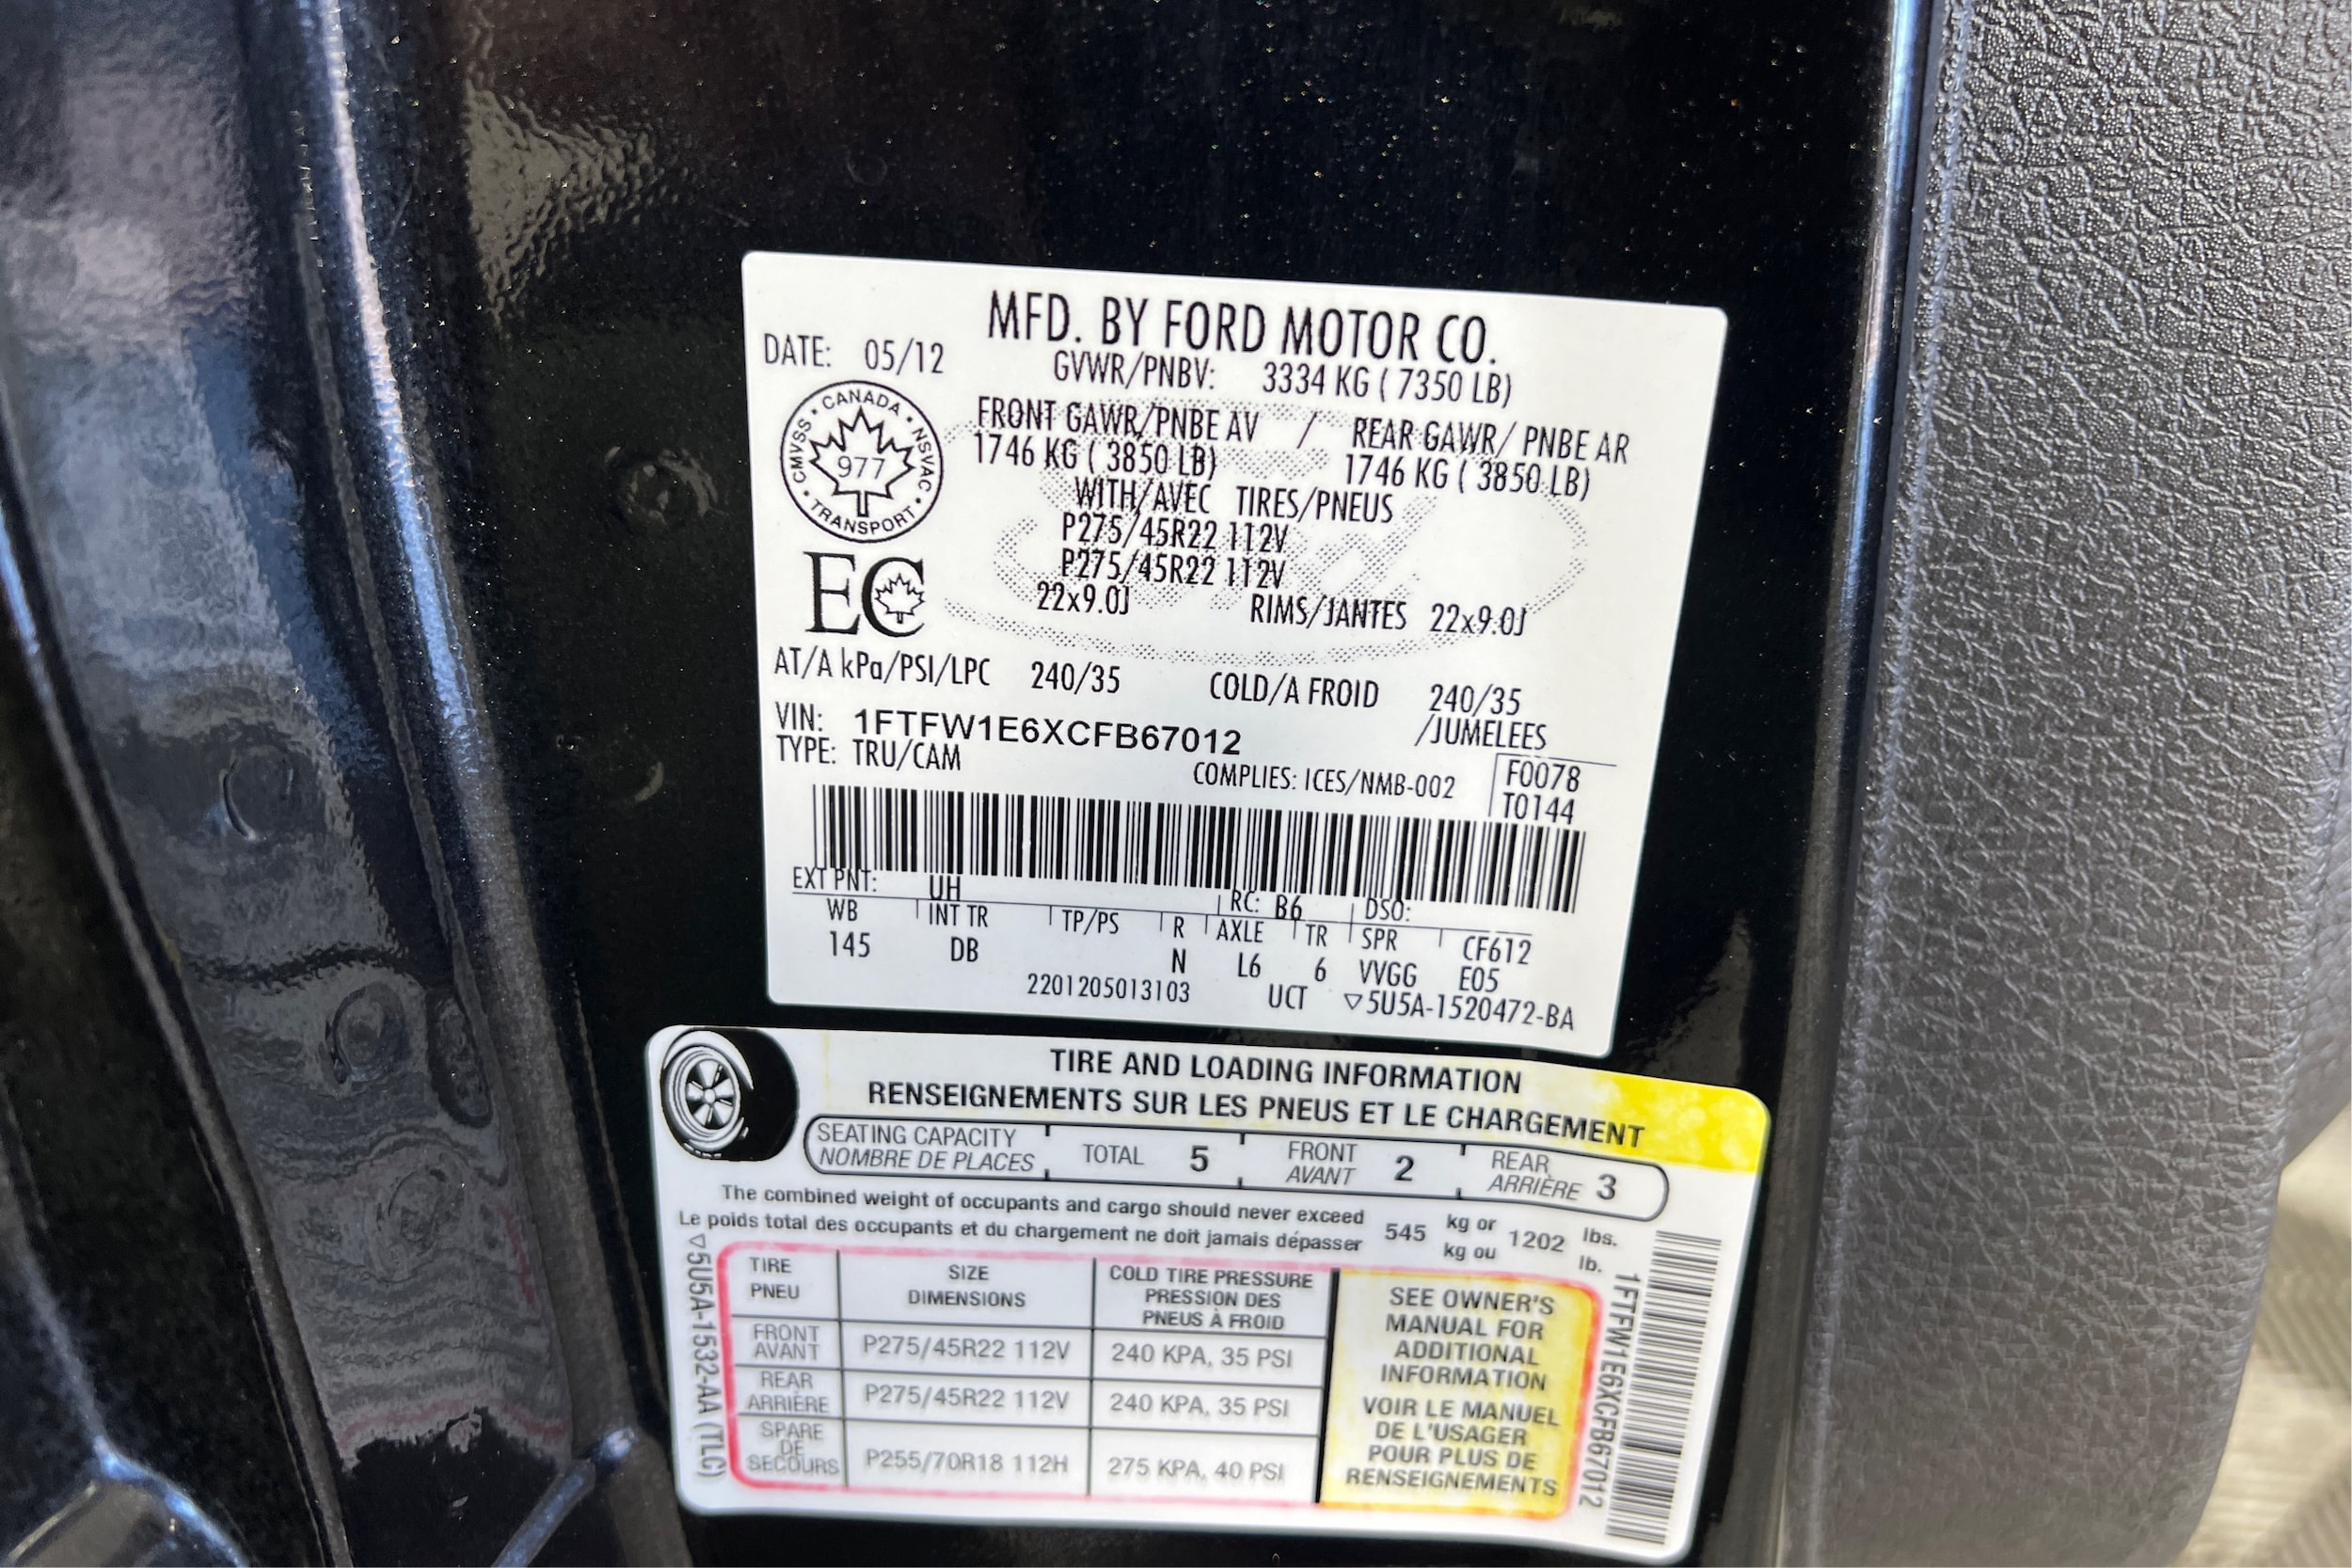 MFD. BY FORD MOTOR CO.
DATE: 05/12
GVWR/PNBV: 3334 KG ( 7350 LB)
FRONT GAWR/PNBE AV / REAR GAWR/ PNBE AR
1746 KG ( 3850 LB) 1746 KG ( 3850 LB)
WITH/AVEC TIRES/PNEUS
P275/45R22 112V
P275/45R22 112V
22x9.0J RIMS/JANTES 22x9.0J
CANADA · NSVAC · TRANSPORT · CMVSS ·
977
EC
AT/A kPa/PSI/LPC 240/35 COLD/A FROID 240/35
/JUMELEES
VIN: 1FTFW1E6XCFB67012
TYPE: TRU/CAM
COMPLIES: ICES/NMB-002
F0078
T0144
EXT PNT: UH RC: B6 DSO:
WB INT TR TP/PS R AXLE TR SPR CF612
145 DB N L6 6 VVGG E05
2201205013103 UCT ▽5U5A-1520472-BA
TIRE AND LOADING INFORMATION
RENSEIGNEMENTS SUR LES PNEUS ET LE CHARGEMENT
SEATING CAPACITY
NOMBRE DE PLACES
TOTAL 5
FRONT
AVANT
2
REAR
ARRIÈRE
3
The combined weight of occupants and cargo should never exceed
Le poids total des occupants et du chargement ne doit jamais dépasser
545
kg or
kg ou
1202
lbs.
lb.
TIRE
PNEU
SIZE
DIMENSIONS
COLD TIRE PRESSURE
PRESSION DES
PNEUS À FROID
FRONT
AVANT
P275/45R22 112V
240 KPA, 35 PSI
REAR
ARRIÈRE
P275/45R22 112V
240 KPA, 35 PSI
SPARE
DE
SECOURS
P255/70R18 112H
275 KPA, 40 PSI
SEE OWNER'S
MANUAL FOR
ADDITIONAL
INFORMATION
VOIR LE MANUEL
DE L'USAGER
POUR PLUS DE
RENSEIGNEMENTS
▽5U5A-1532-AA (TLC)
1FTFW1E6XCFB67012